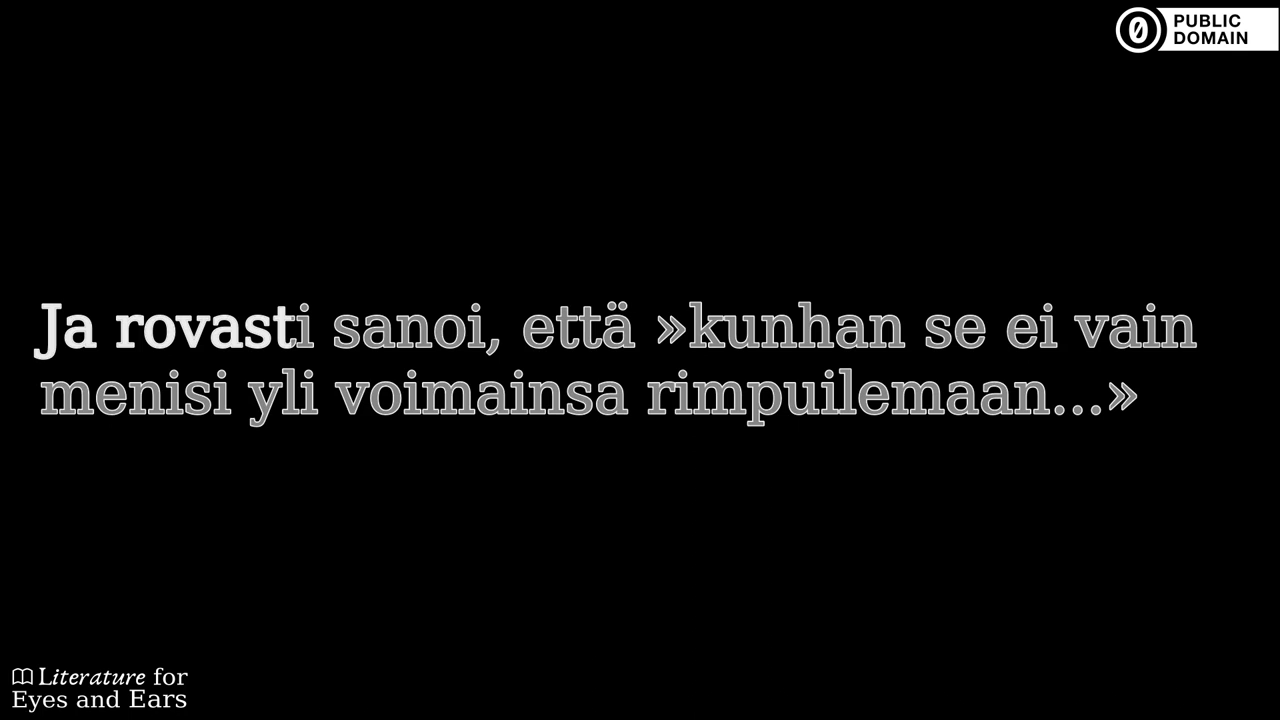 PUBLIC
DOMAIN
Ja rovasti sanoi, että »kunhan se ei vain
menisi yli voimainsa rimpuilemaan...»
Literature for
Eyes and Ears